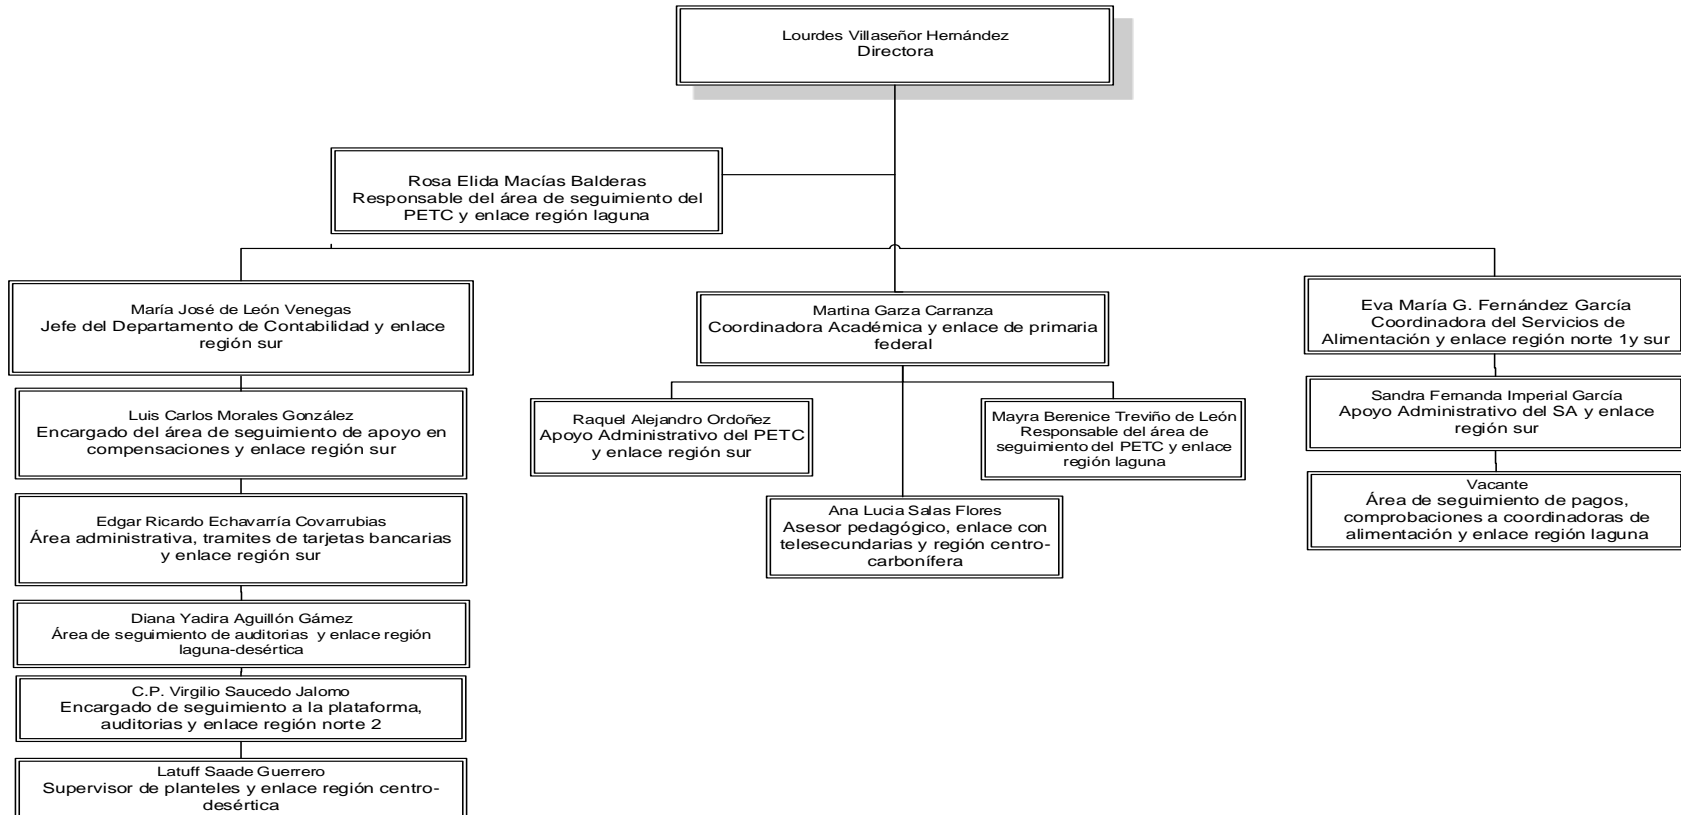 Lourdes Villaseñor Hernández
Directora
Rosa Elida Macías Balderas
Responsable del área de seguimiento del
PETC y enlace región laguna
María José de León Venegas
Jefe del Departamento de Contabilidad y enlace
región sur
Luis Carlos Morales González
Encargado del área de seguimiento de apoyo en
compensaciones y enlace región sur
Edgar Ricardo Echavarría Covarrubias
Área administrativa, tramites de tarjetas bancarias
y enlace región sur
Diana Yadira Aguillón Gámez
Área de seguimiento de auditorias y enlace región
laguna-desértica
C.P. Virgilio Saucedo Jalomo
Encargado de seguimiento a la plataforma,
auditorias y enlace región norte 2
Latuff Saade Guerrero
Supervisor de planteles y enlace región centro-
desértica
Martina Garza Carranza
Coordinadora Académica y enlace de primaria
federal
Raquel Alejandro Ordoñez
Apoyo Administrativo del PETC
y enlace región sur
Mayra Berenice Treviño de León
Responsable del área de
seguimiento del PETC y enlace
región laguna
Ana Lucia Salas Flores
Asesor pedagógico, enlace con
telesecundarias y región centro-
carbonífera
Eva María G. Fernández García
Coordinadora del Servicios de
Alimentación y enlace región norte 1y sur
Sandra Fernanda Imperial García
Apoyo Administrativo del SA y enlace
región sur
Vacante
Área de seguimiento de pagos,
comprobaciones a coordinadoras de
alimentación y enlace región laguna